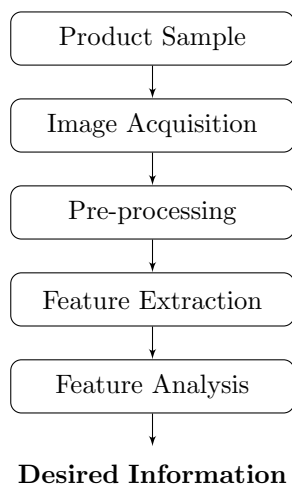 Product Sample
Image Acquisition
Pre-processing
Feature Extraction
Feature Analysis
Desired Information